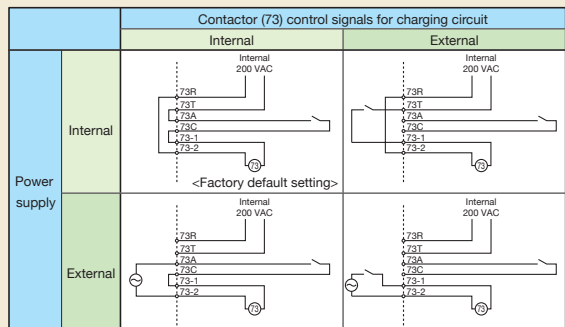 Contactor (73) control signals for charging circuit
Internal
External
Power
supply
Internal
Internal
200 VAC
73R
73T
73A
73C
73-1
73-2
73
<Factory default setting>
Internal
200 VAC
73R
73T
73A
73C
73-1
73-2
73
External
Internal
200 VAC
73R
73T
73A
73C
73-1
73-2
73
Internal
200 VAC
73R
73T
73A
73C
73-1
73-2
73